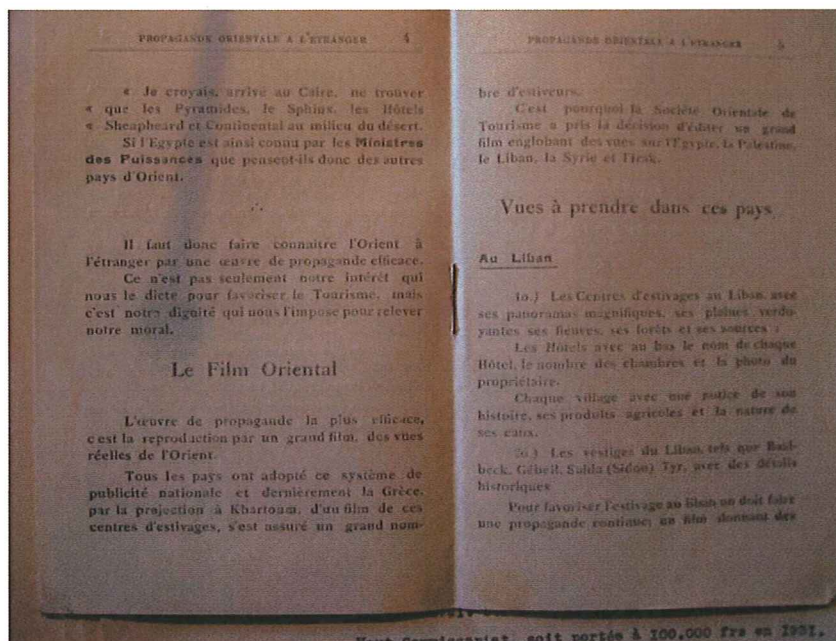 PROPAGANDE ORIENTALE A L'ETRANGER 4
« Je croyais, arrivé au Caire, ne trouver
« que les Pyramides, le Sphinx, les Hôtels
« Sheapheard et Continental au milieu du désert.
Si l'Egypte est ainsi connu par les Ministres
des Puissances que pensent-ils donc des autres
pays d'Orient.
Il faut donc faire connaitre l'Orient à
l'étranger par une œuvre de propagande efficace.
Ce n'est pas seulement notre intérêt qui
nous le dicte pour favoriser le Tourisme, mais
c'est notre dignité qui nous l'impose pour relever
notre moral.
Le Film Oriental
L'œuvre de propagande la plus efficace,
c'est la reproduction par un grand film, des vues
réelles de l'Orient
Tous les pays ont adopté ce système de
publicité nationale et dernièrement la Grèce,
par la projection à Khartoum, d'un film de ces
centres d'estivages, s'est assuré un grand nom-
PROPAGANDE ORIENTALE A L'ETRANGER 5
bre d'estiveurs.
C'est pourquoi la Société Orientale de
Tourisme a pris la décision d'éditer un grand
film englobant des vues sur l'Egypte, la Palestine,
le Liban, la Syrie et l'Irak.
Vues à prendre dans ces pays
Au Liban
1o.) Les Centres d'estivages au Liban, avec
ses panoramas magnifiques, ses plaines verdo-
yantes ses fleuves, ses forêts et ses sources ;
Les Hôtels avec au bas le nom de chaque
Hôtel, le nombre des chambres et la photo du
propriétaire.
Chaque village avec une notice de son
histoire, ses produits agricoles et la nature de
ses eaux.
2o.) Les vestiges du Liban, tels que Baal-
beck, Gébeil, Saïda (Sidon) Tyr, avec des détails
historiques
Pour favoriser l'estivage au Liban on doit faire
une propagande continue; un film donnant des
Haut Commissariat, soit portée à 100.000 frs en 1931.